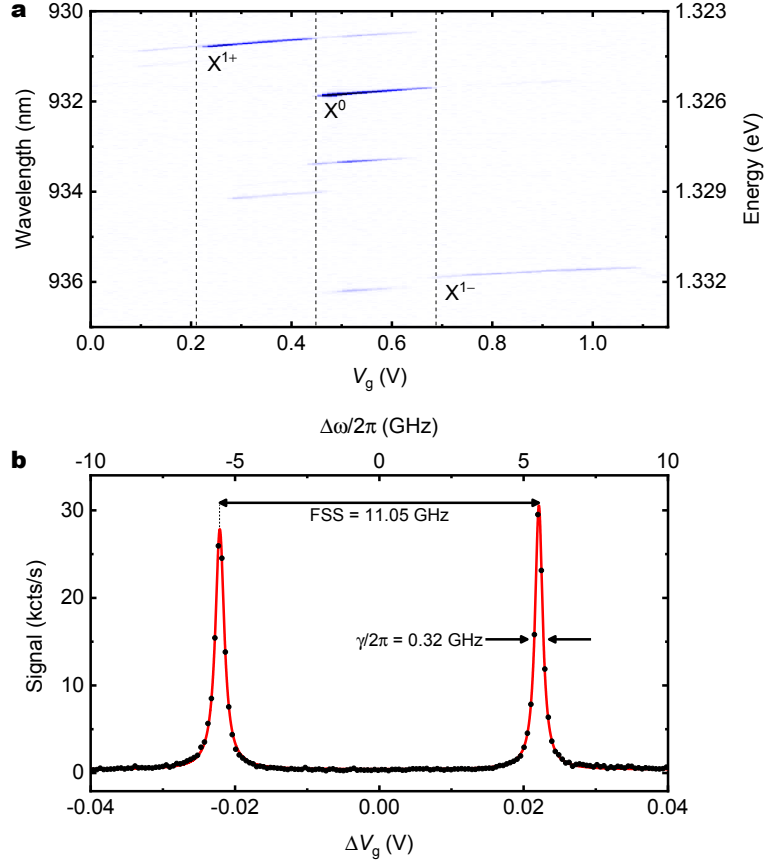 a
930
932
934
936
Wavelength (nm)
1.323
1.326
1.329
1.332
Energy (eV)
X1+
X0
X1−
0.0 0.2 0.4 0.6 0.8 1.0
Vg (V)
Δω/2π (GHz)
b
-10 -5 0 5 10
30
20
10
0
Signal (kcts/s)
FSS = 11.05 GHz
γ/2π = 0.32 GHz
-0.04 -0.02 0.00 0.02 0.04
ΔVg (V)